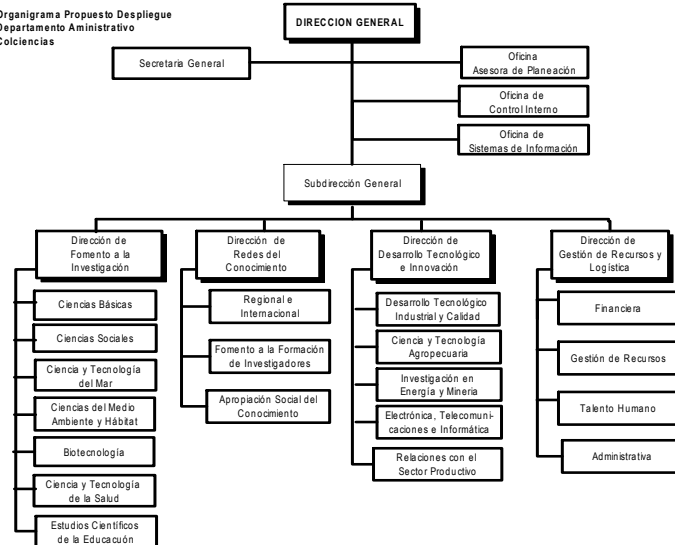 Organigrama Propuesto Despliegue
Departamento Aministrativo
Colciencias
DIRECCION GENERAL
Secretaria General
Oficina
Asesora de Planeación
Oficina de
Control Interno
Oficina de
Sistemas de Información
Subdirección General
Dirección de
Fomento a la
Investigación
Ciencias Básicas
Ciencias Sociales
Ciencia y Tecnología
del Mar
Ciencias del Medio
Ambiente y Hábitat
Biotecnología
Ciencia y Tecnología
de la Salud
Estudios Científicos
de la Educacuón
Dirección de
Redes del
Conocimiento
Regional e
Internacional
Fomento a la Formación
de Investigadores
Apropiación Social del
Conocimiento
Dirección de
Desarrollo Tecnológico
e Innovación
Desarrollo Tecnológico
Industrial y Calidad
Ciencia y Tecnología
Agropecuaria
Investigación en
Energía y Mineria
Electrónica, Telecomuni-
caciones e Informática
Relaciones con el
Sector Productivo
Dirección de
Gestión de Recursos y
Logística
Financiera
Gestión de Recursos
Talento Humano
Administrativa